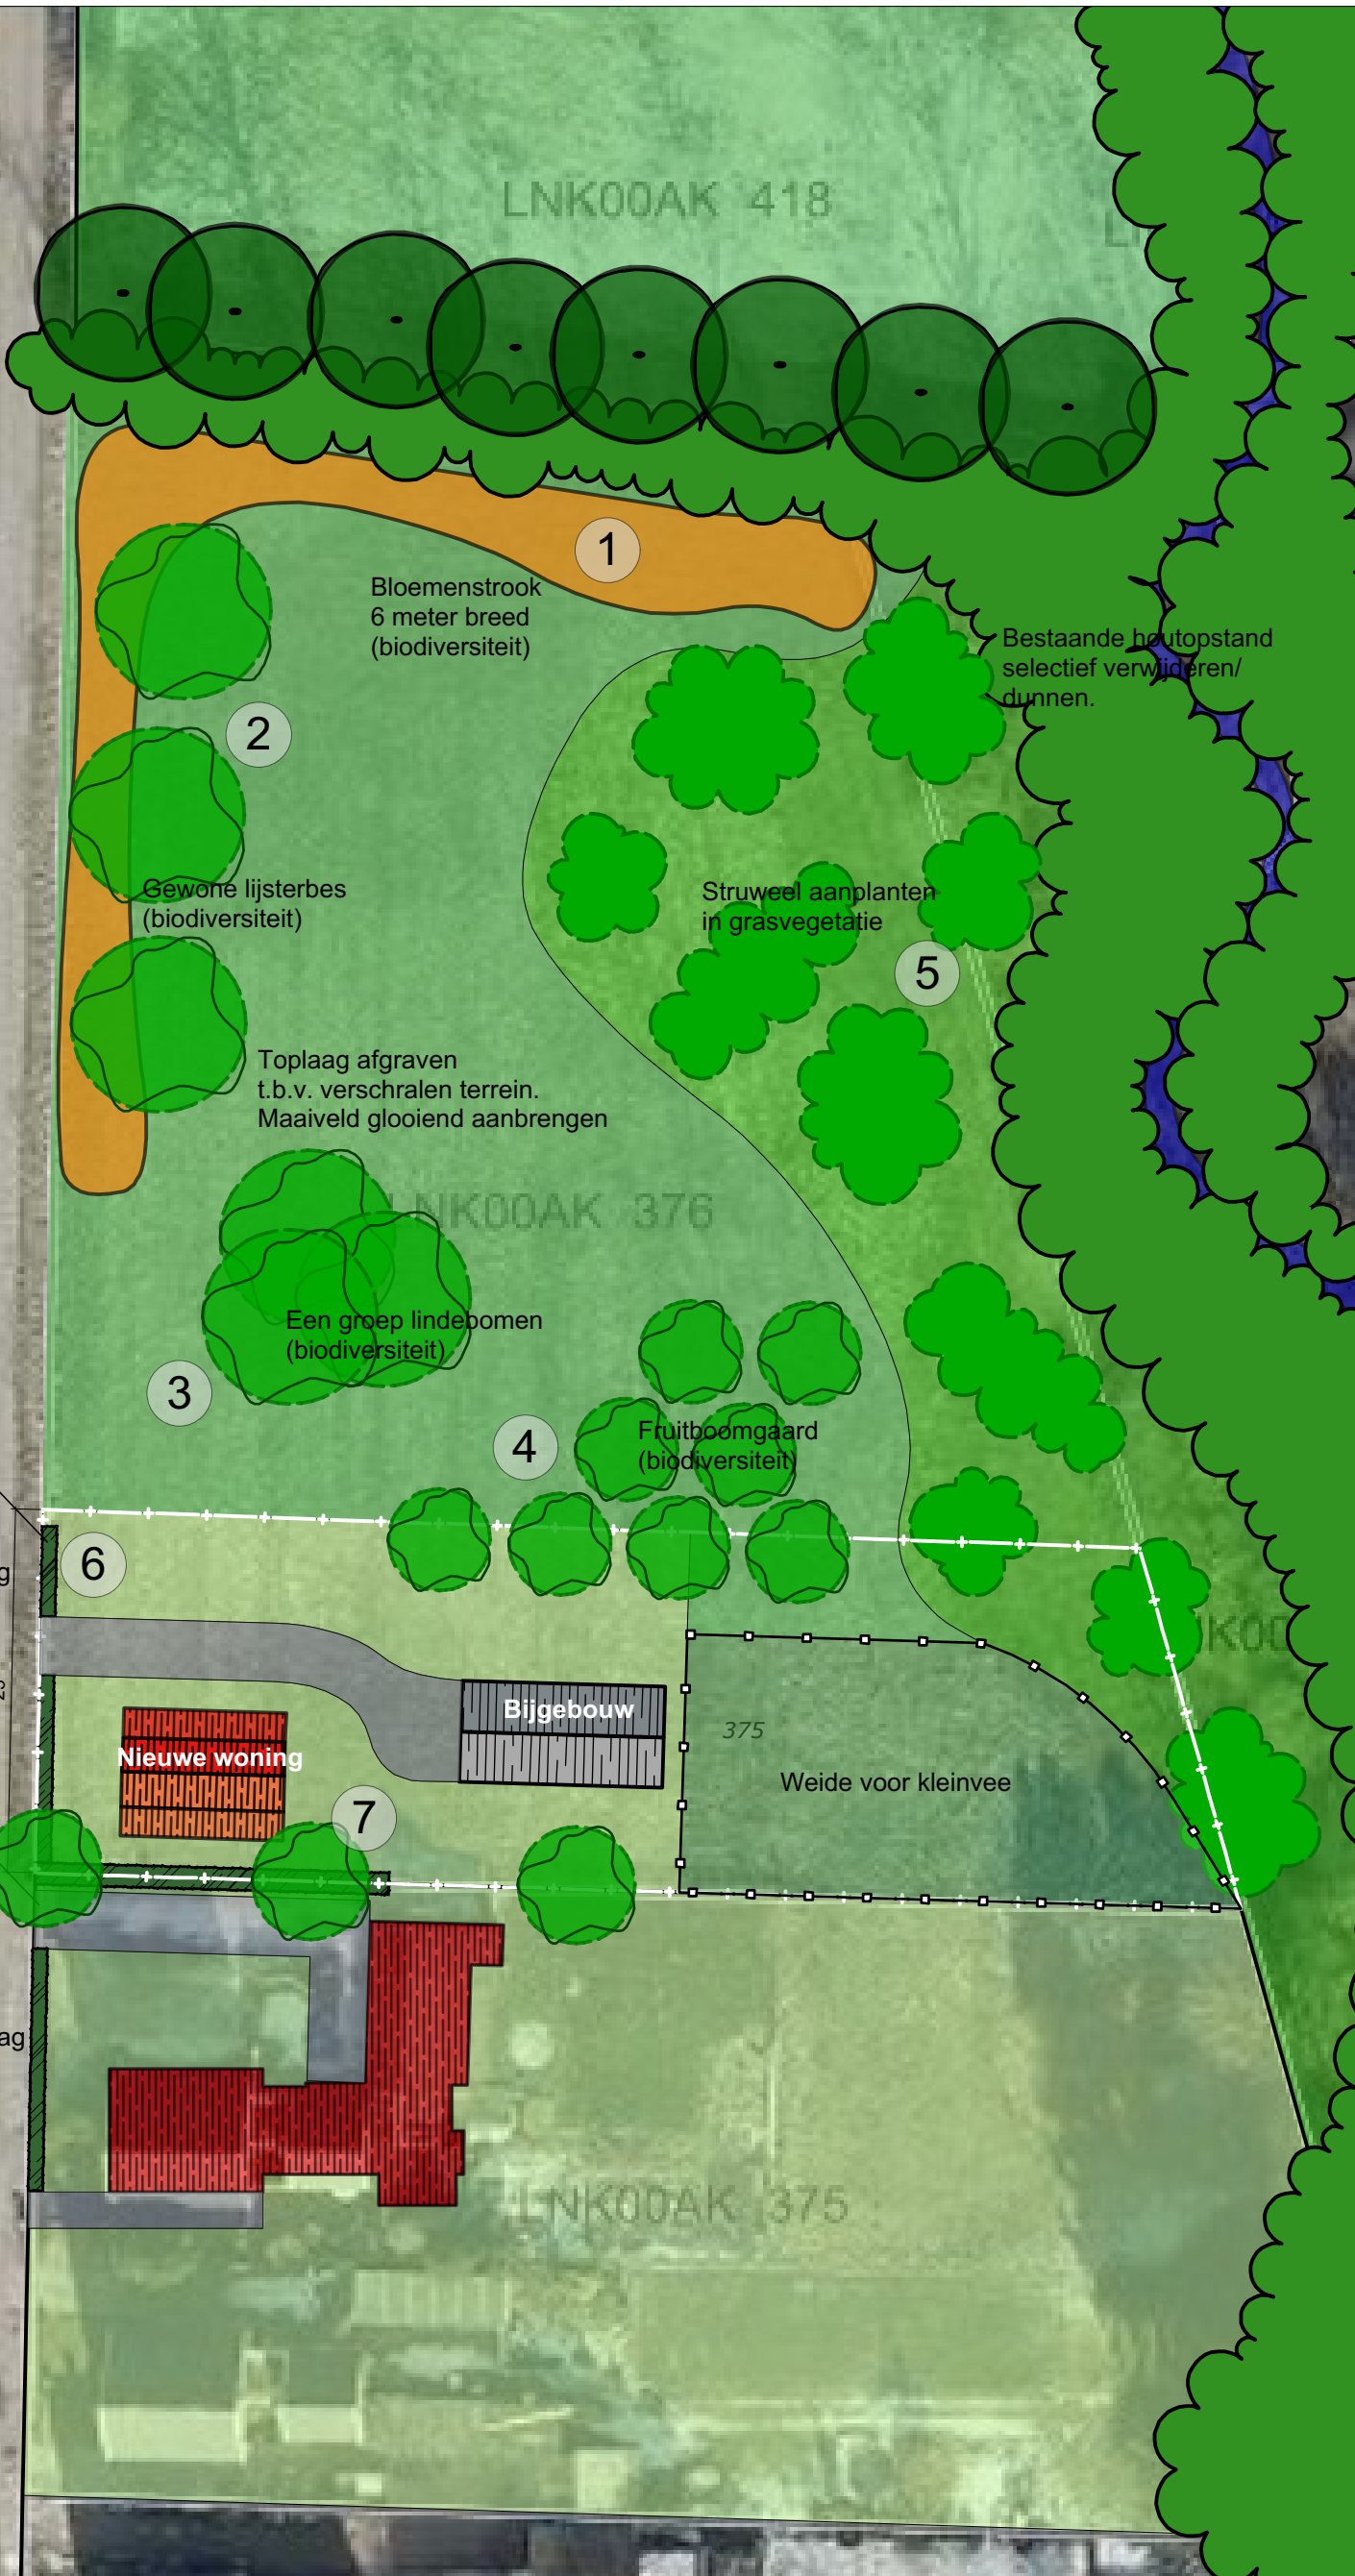 LNK00AK 418
1
Bloemenstrook
6 meter breed
(biodiversiteit)
Bestaande houtopstand
selectief verwijderen/
dunnen.
2
Gewone lijsterbes
(biodiversiteit)
Struweel aanplanten
in grasvegetatie
5
Toplaag afgraven
t.b.v. verschralen terrein.
Maaiveld glooiend aanbrengen
LNK00AK 376
Een groep lindebomen
(biodiversiteit)
3
4
Fruitboomgaard
(biodiversiteit)
6
g
Bijgebouw
Nieuwe woning
375
Weide voor kleinvee
7
ag
LNK00AK 375